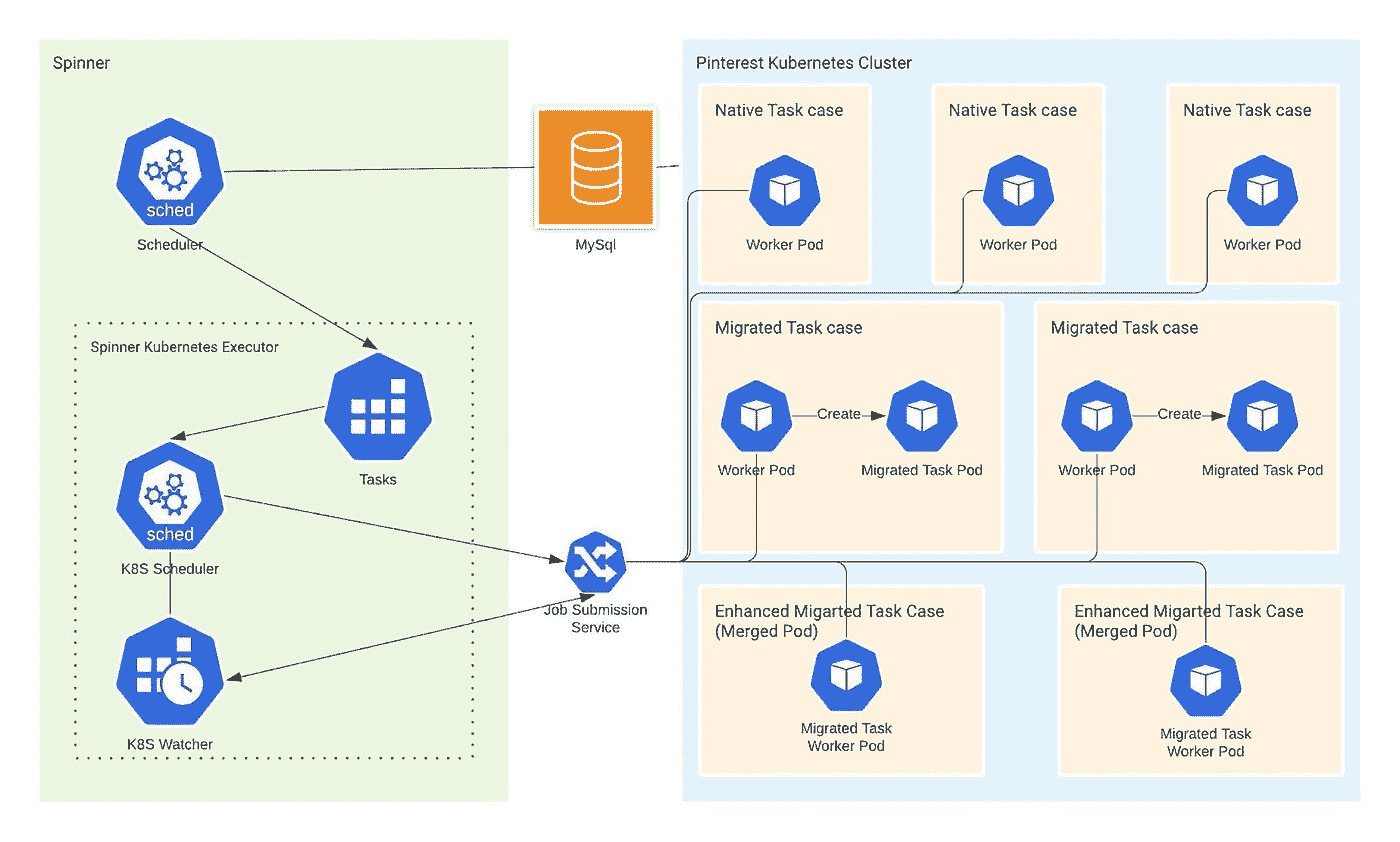 Spinner
sched
Scheduler
Spinner Kubernetes Executor
Tasks
sched
K8S Scheduler
K8S Watcher
MySql
Job Submission
Service
Pinterest Kubernetes Cluster
Native Task case
Worker Pod
Native Task case
Worker Pod
Native Task case
Worker Pod
Migrated Task case
Create
Worker Pod
Migrated Task Pod
Migrated Task case
Create
Worker Pod
Migrated Task Pod
Enhanced Migarted Task Case
(Merged Pod)
Migrated Task
Worker Pod
Enhanced Migarted Task Case
(Merged Pod)
Migrated Task
Worker Pod